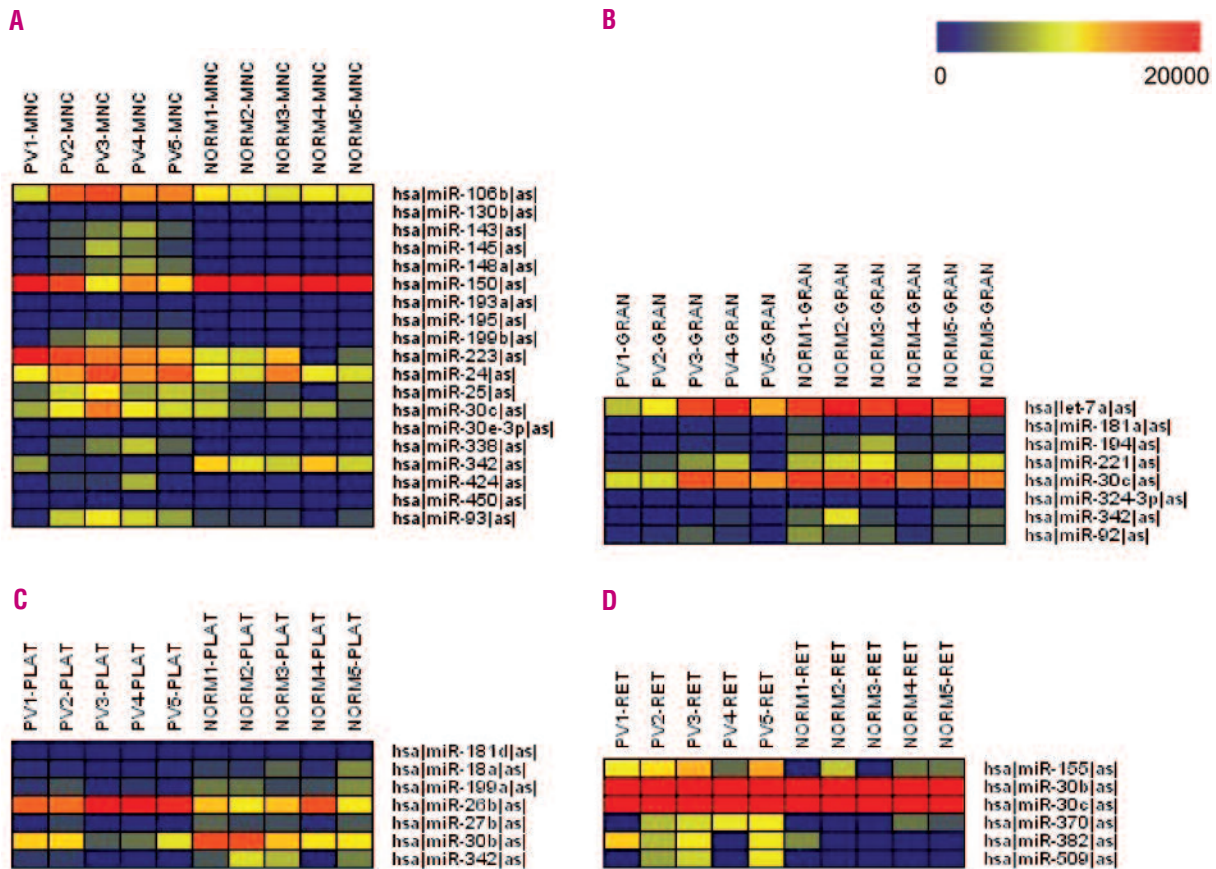 A
PV1-MNC
PV2-MNC
PV3-MNC
PV4-MNC
PV5-MNC
NORM1-MNC
NORM2-MNC
NORM3-MNC
NORM4-MNC
NORM5-MNC
hsa|miR-106b|as|
hsa|miR-130b|as|
hsa|miR-143|as|
hsa|miR-145|as|
hsa|miR-148a|as|
hsa|miR-150|as|
hsa|miR-193a|as|
hsa|miR-195|as|
hsa|miR-199b|as|
hsa|miR-223|as|
hsa|miR-24|as|
hsa|miR-25|as|
hsa|miR-30c|as|
hsa|miR-30e-3p|as|
hsa|miR-338|as|
hsa|miR-342|as|
hsa|miR-424|as|
hsa|miR-450|as|
hsa|miR-93|as|
B
0 20000
PV1-GRAN
PV2-GRAN
PV3-GRAN
PV4-GRAN
PV5-GRAN
NORM1-GRAN
NORM2-GRAN
NORM3-GRAN
NORM4-GRAN
NORM5-GRAN
NORM6-GRAN
hsa|let-7a|as|
hsa|miR-181a|as|
hsa|miR-194|as|
hsa|miR-221|as|
hsa|miR-30c|as|
hsa|miR-324-3p|as|
hsa|miR-342|as|
hsa|miR-92|as|
C
PV1-PLAT
PV2-PLAT
PV3-PLAT
PV4-PLAT
PV5-PLAT
NORM1-PLAT
NORM2-PLAT
NORM3-PLAT
NORM4-PLAT
NORM5-PLAT
hsa|miR-181d|as|
hsa|miR-18a|as|
hsa|miR-199a|as|
hsa|miR-26b|as|
hsa|miR-27b|as|
hsa|miR-30b|as|
hsa|miR-342|as|
D
PV1-RET
PV2-RET
PV3-RET
PV4-RET
PV5-RET
NORM1-RET
NORM2-RET
NORM3-RET
NORM4-RET
NORM5-RET
hsa|miR-155|as|
hsa|miR-30b|as|
hsa|miR-30c|as|
hsa|miR-370|as|
hsa|miR-382|as|
hsa|miR-509|as|